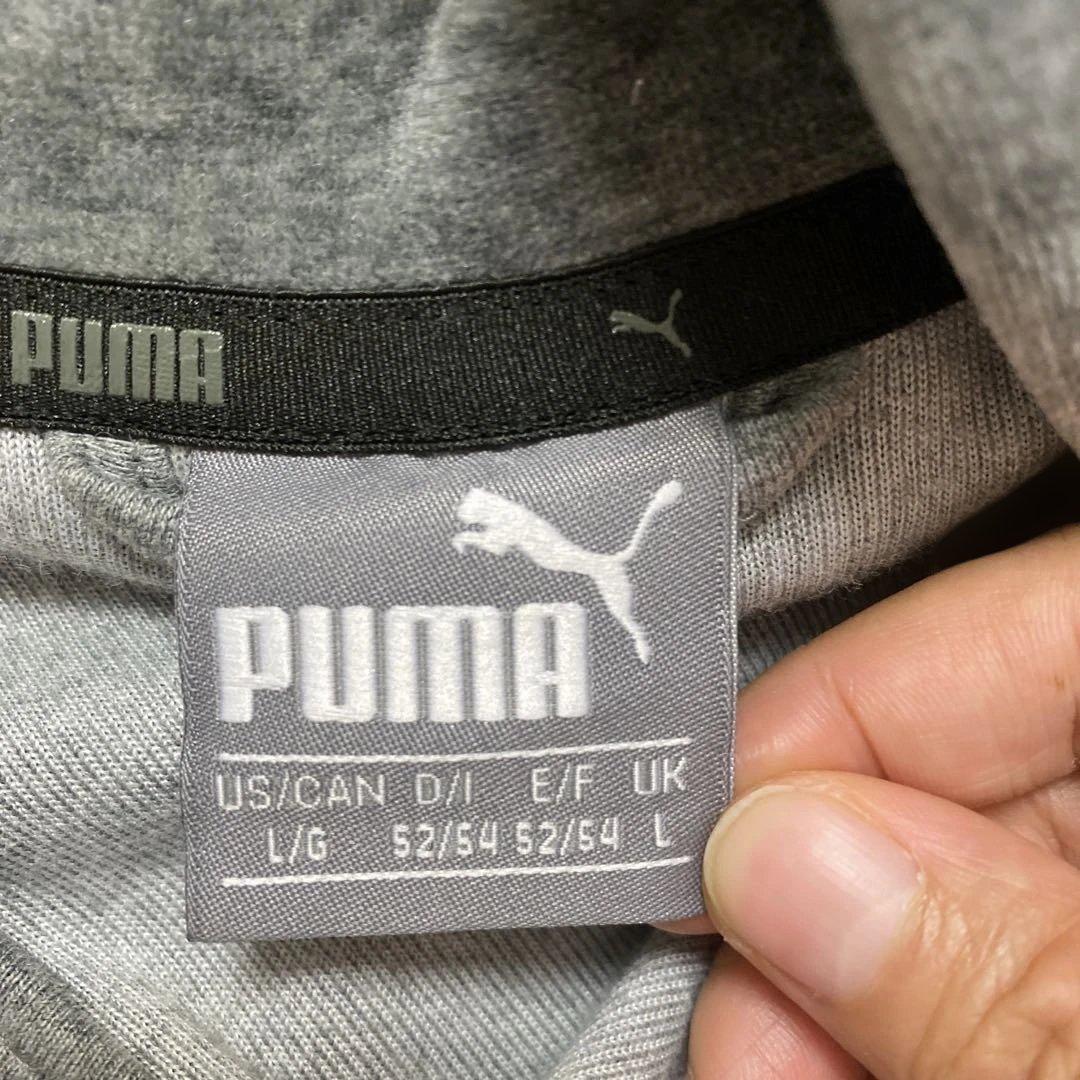 PUMA
PUMA
US/CAN D/I E/F UK
L/G 52/54 52/54 L